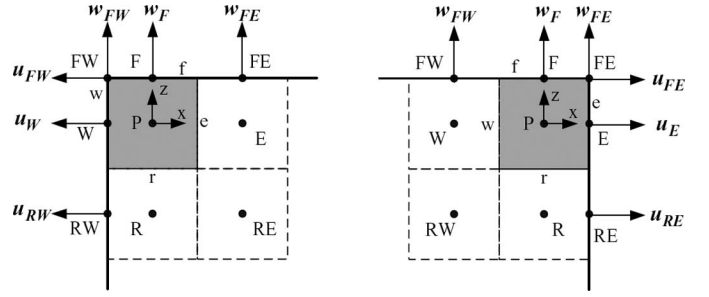 w_FW w_F w_FE w_FW w_F w_FE
FW F f FE FW f F FE
u_FW w z u_FE
z e
u_W W P x e E W w P x E u_E
r r
u_RW RW R RE RW R RE u_RE